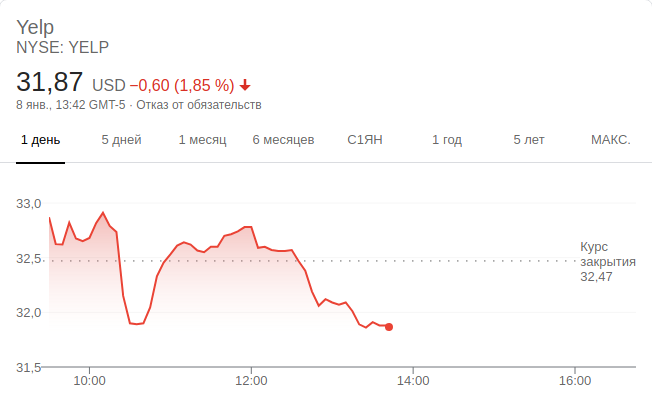 Yelp
NYSE: YELP
31,87 USD −0,60 (1,85 %)
8 янв., 13:42 GMT-5 · Отказ от обязательств
1 день 5 дней 1 месяц 6 месяцев С1ЯН 1 год 5 лет МАКС.
33,0
32,5
32,0
31,5
Курс
закрытия
32,47
10:00 12:00 14:00 16:00